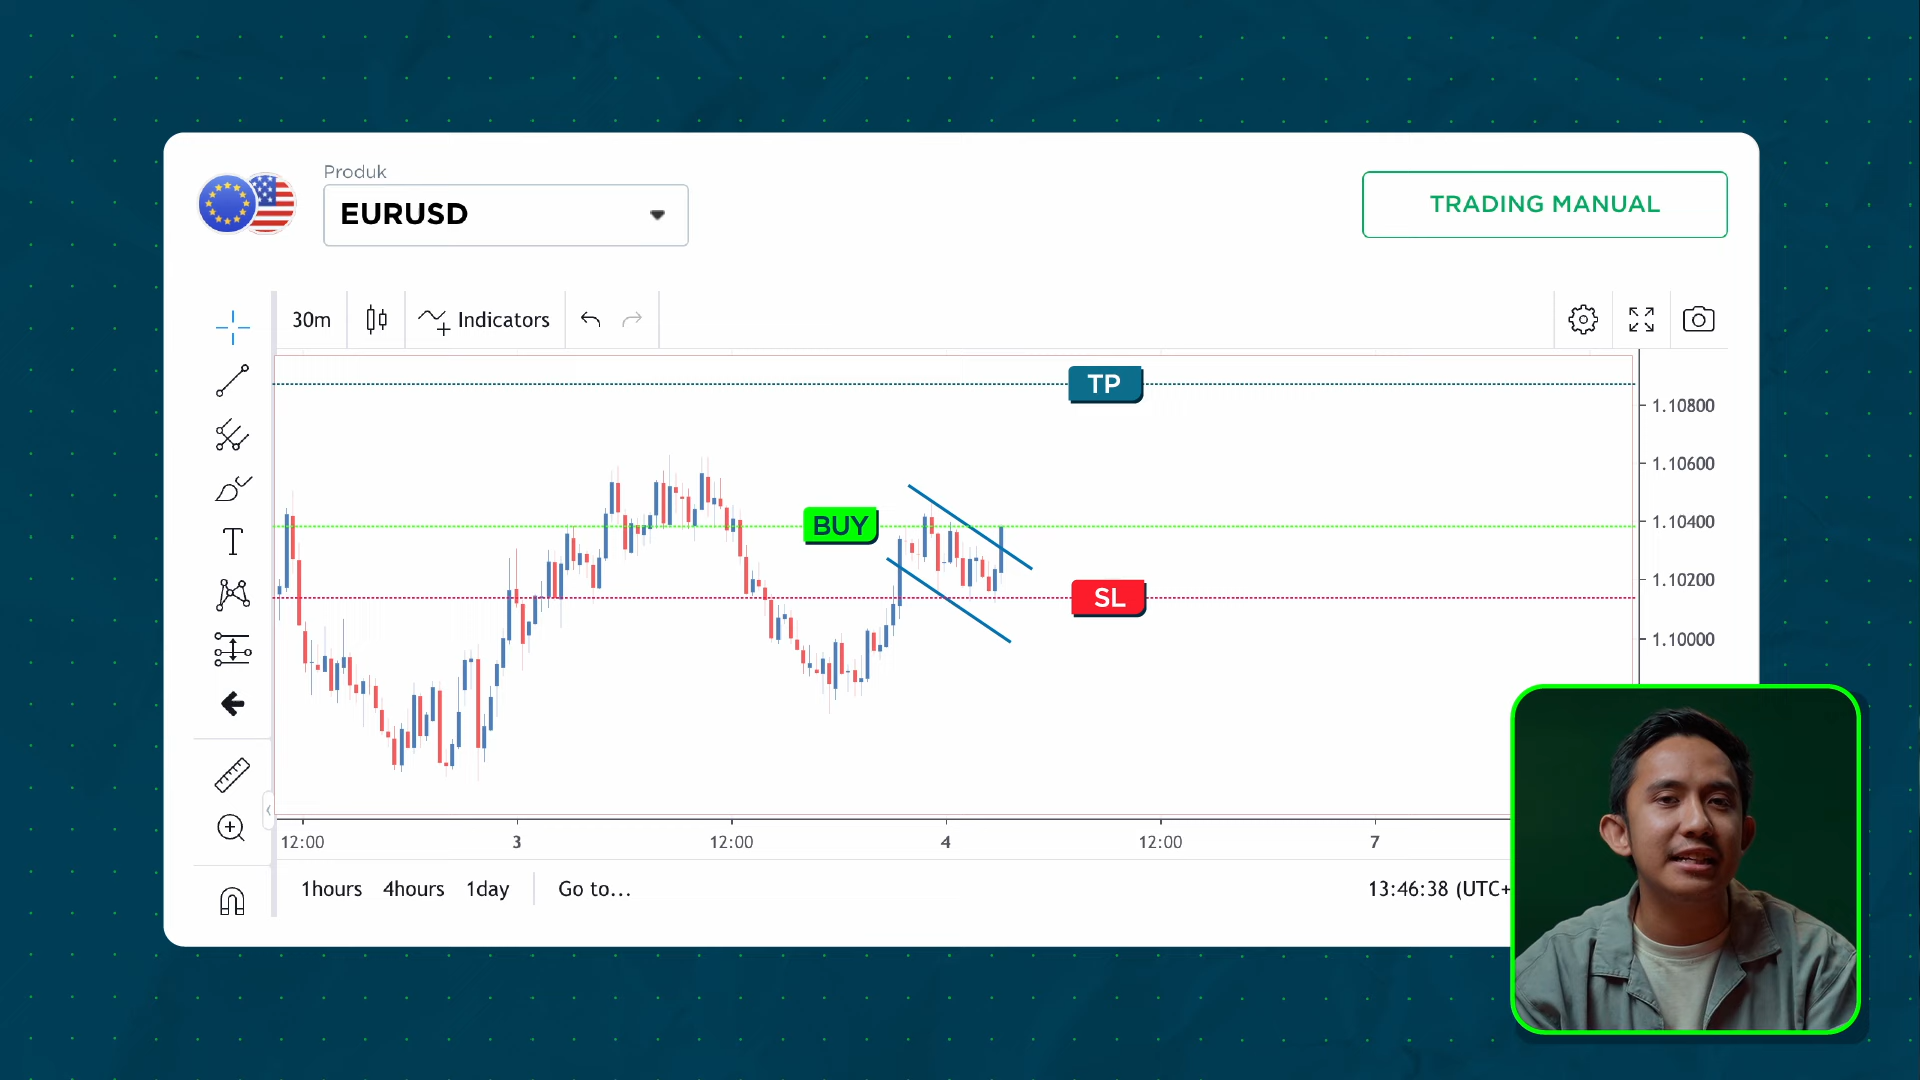 Produk
EURUSD
TRADING MANUAL
30m
Indicators
TP
1.10800
1.10600
BUY
1.10400
1.10200
SL
1.10000
12:00
3
12:00
4
12:00
7
1hours 4hours 1day Go to...
13:46:38 (UTC+